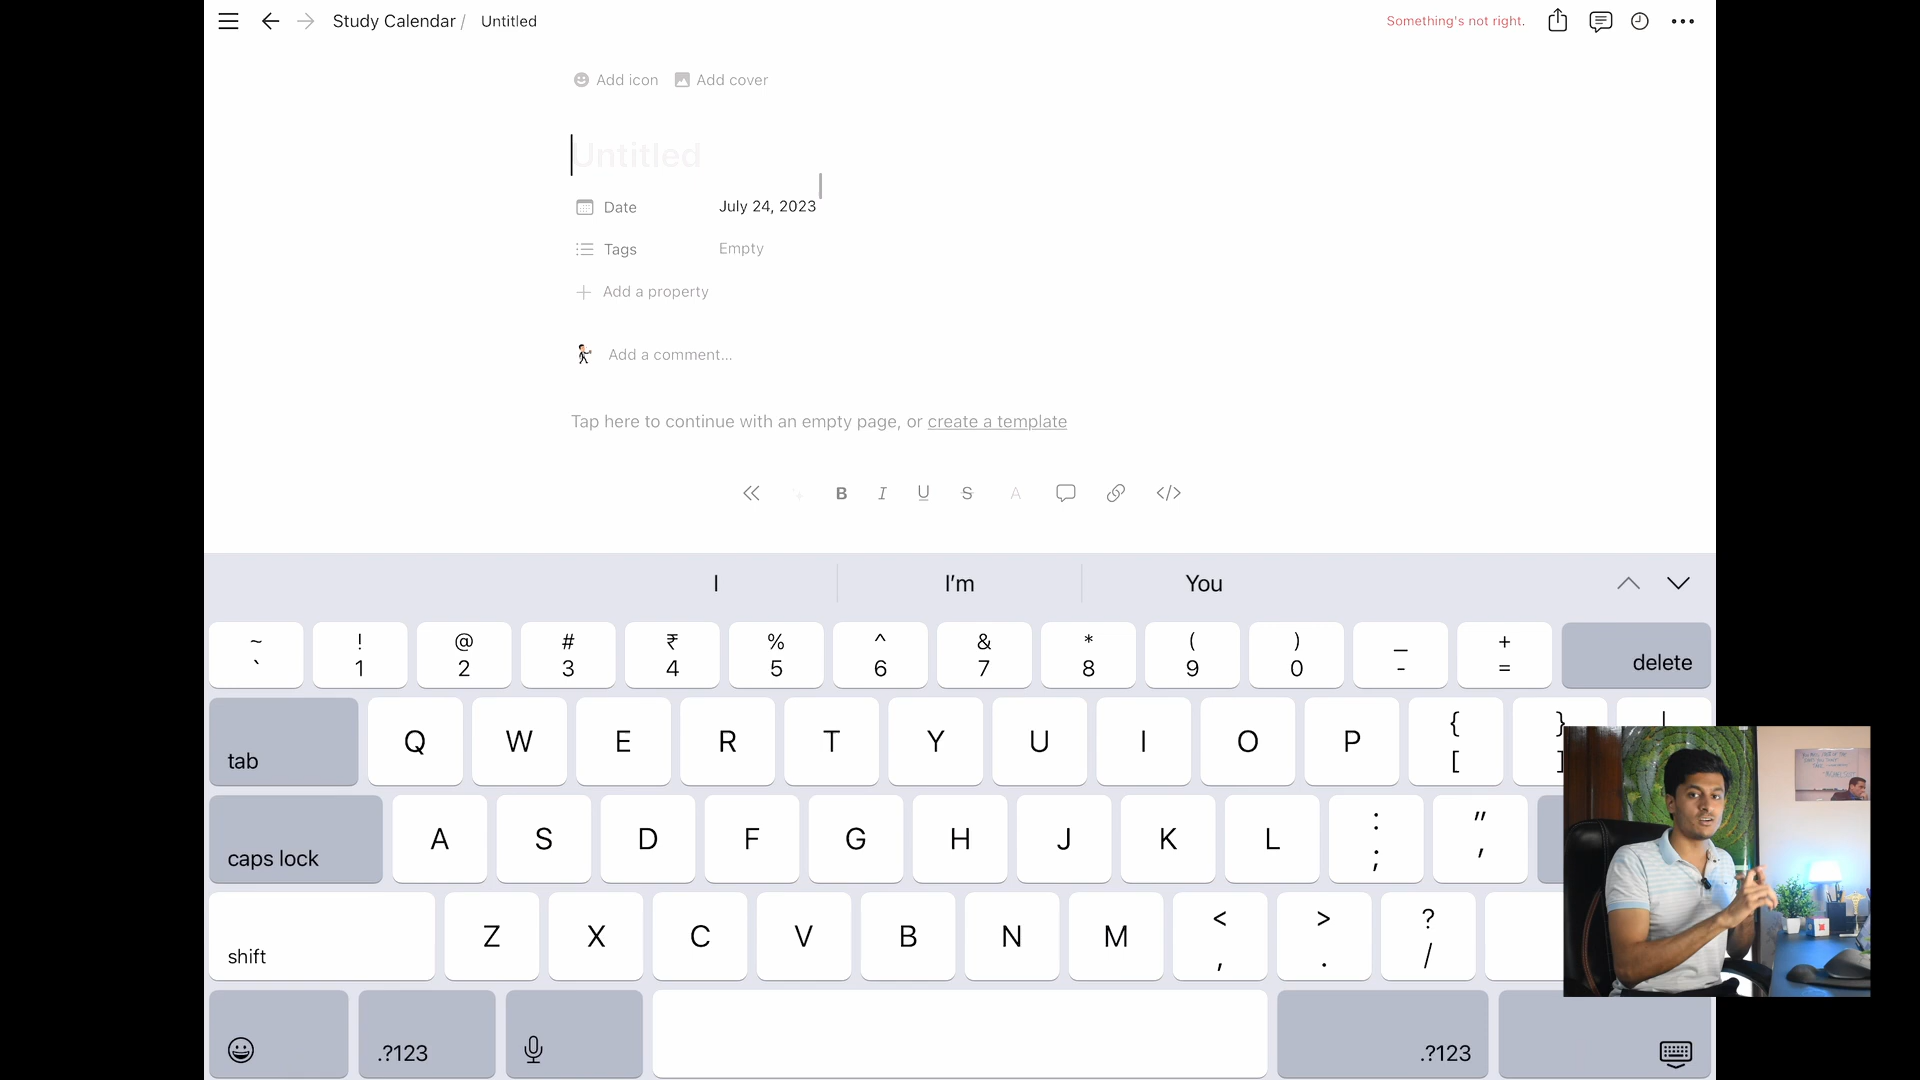 Study Calendar / Untitled
Something's not right.
Add icon Add cover
Untitled
Date July 24, 2023
Tags Empty
Add a property
Add a comment...
Tap here to continue with an empty page, or create a template
B I U S A </>
I I'm You
~ ! @ # ₹ % ^ & * ( ) _ +
` 1 2 3 4 5 6 7 8 9 0 - = delete
tab Q W E R T Y U I O P { [ } ] |
caps lock A S D F G H J K L : ; " '
shift Z X C V B N M < , > . ? /
.?123 .?123